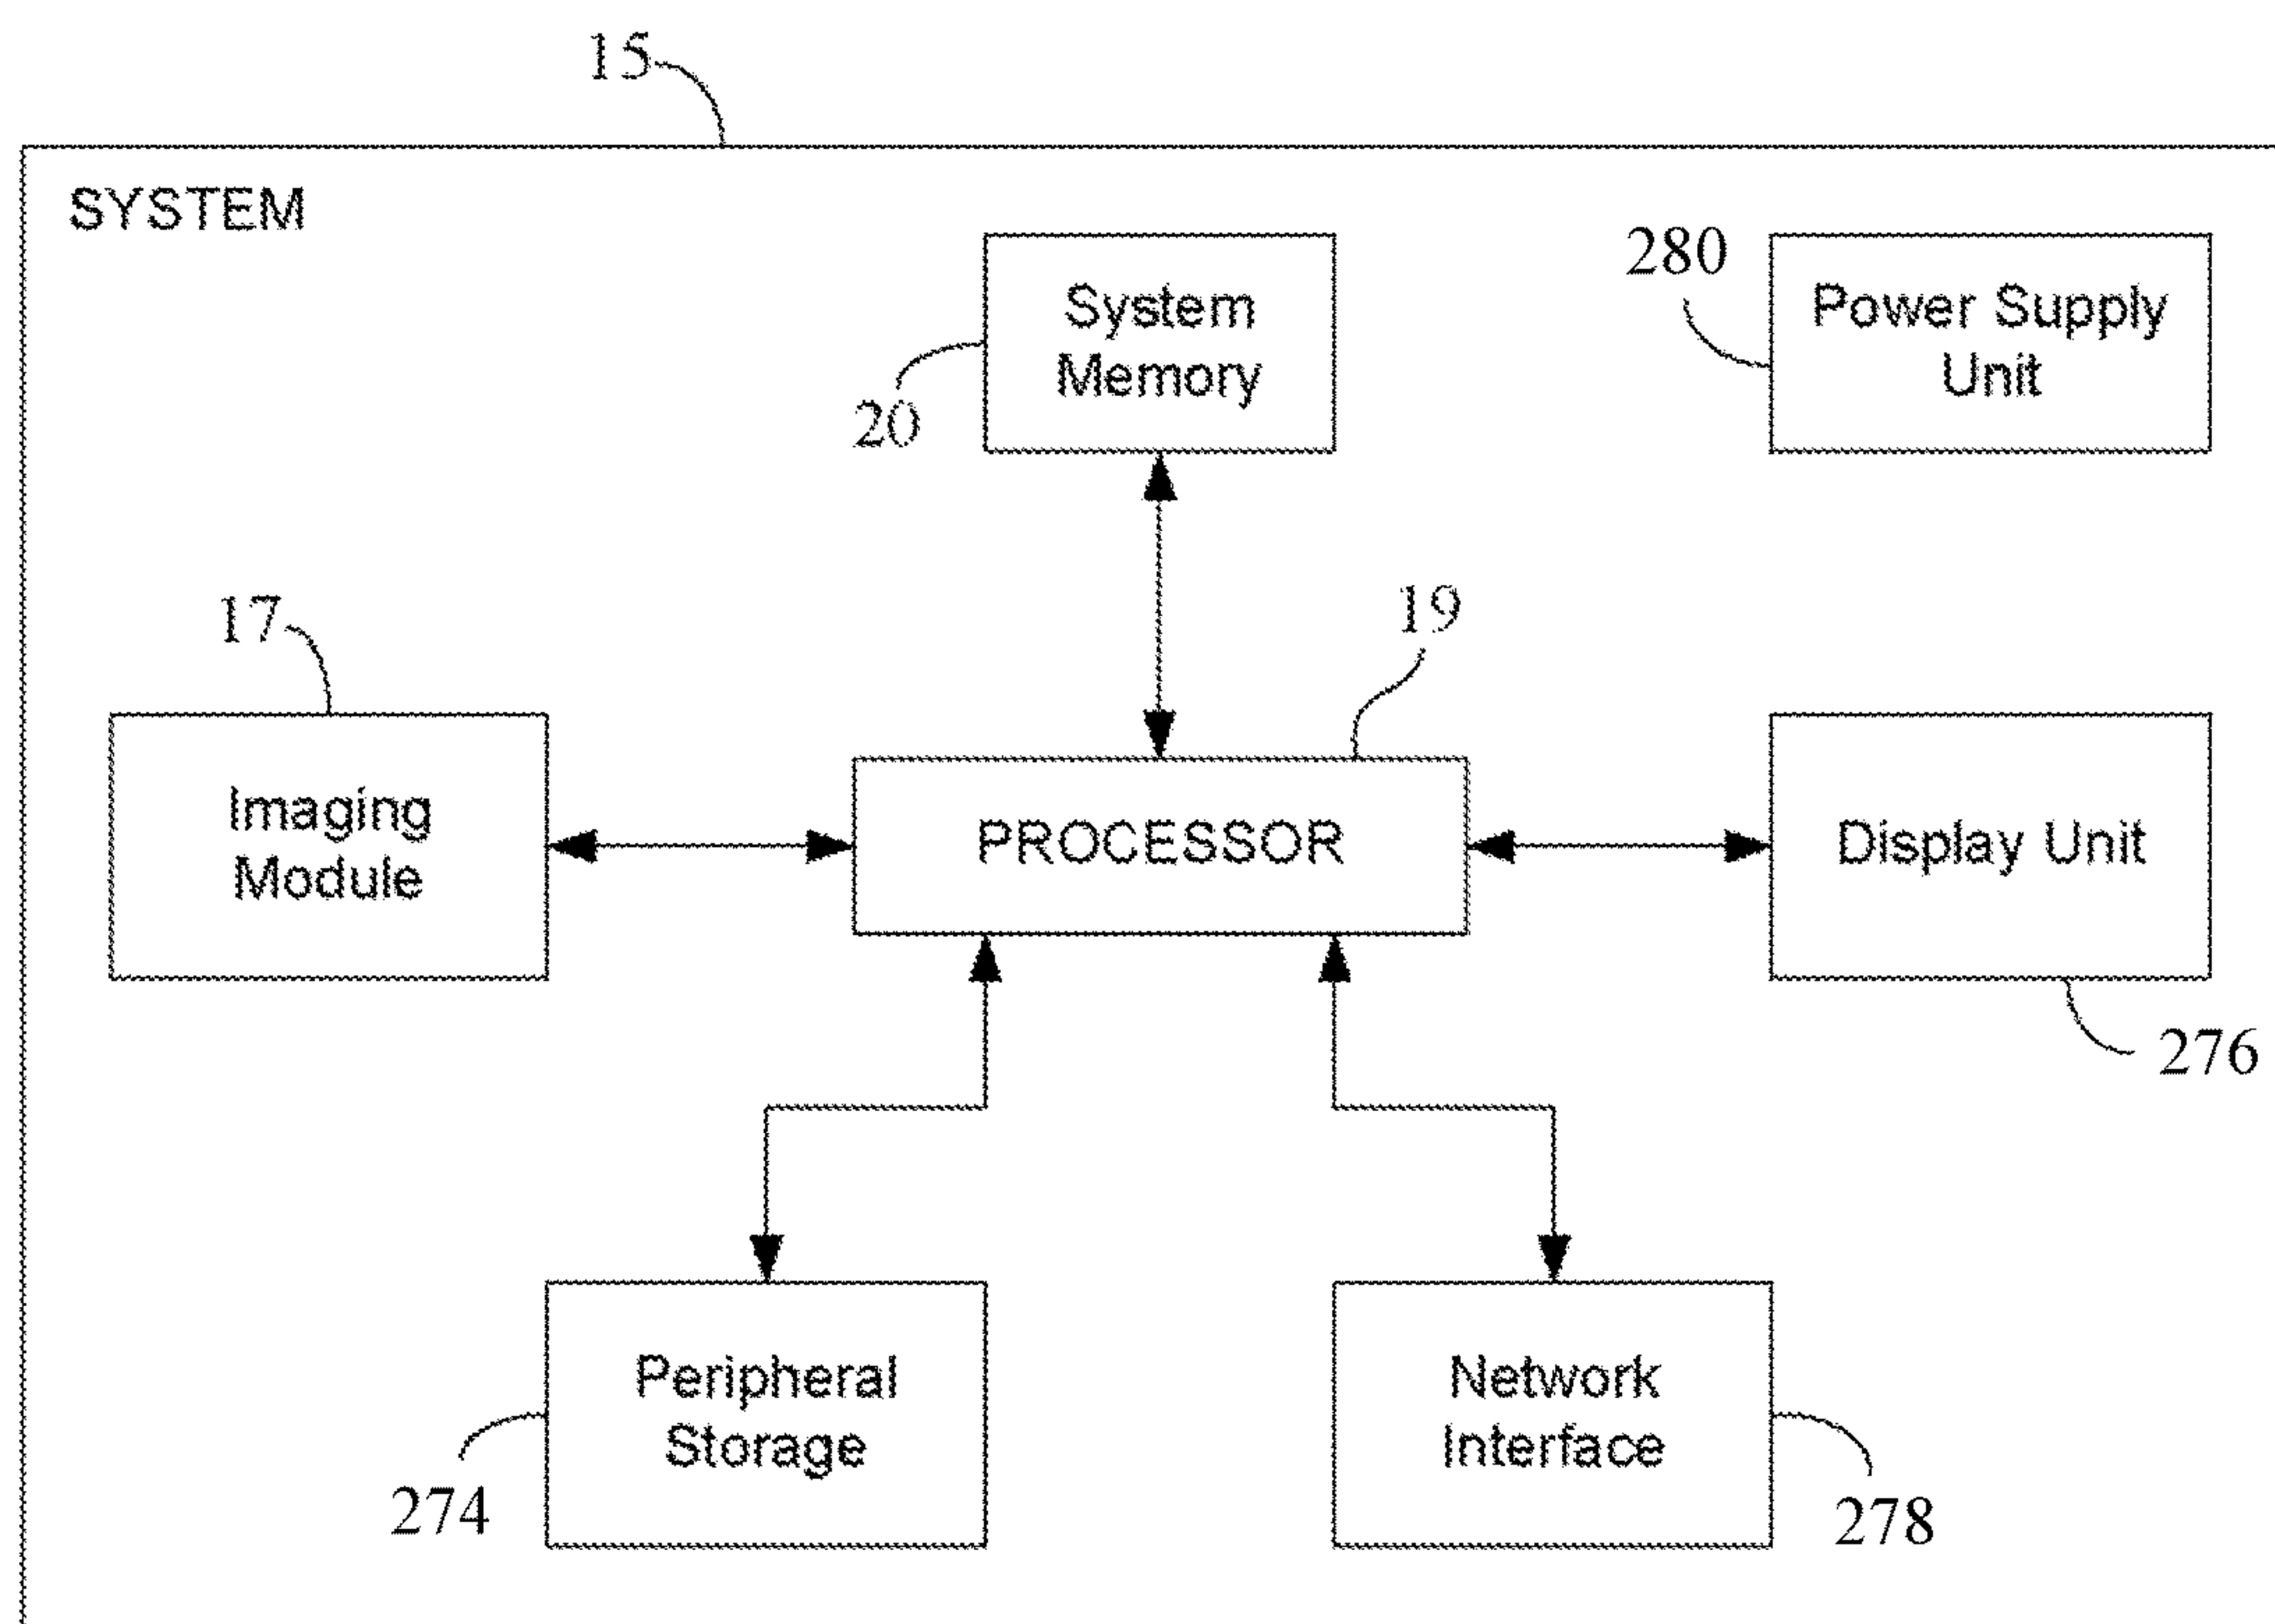 15
SYSTEM
System
Memory
20
280
Power Supply
Unit
17
Imaging
Module
19
PROCESSOR
Display Unit
276
Peripheral
Storage
274
Network
Interface
278